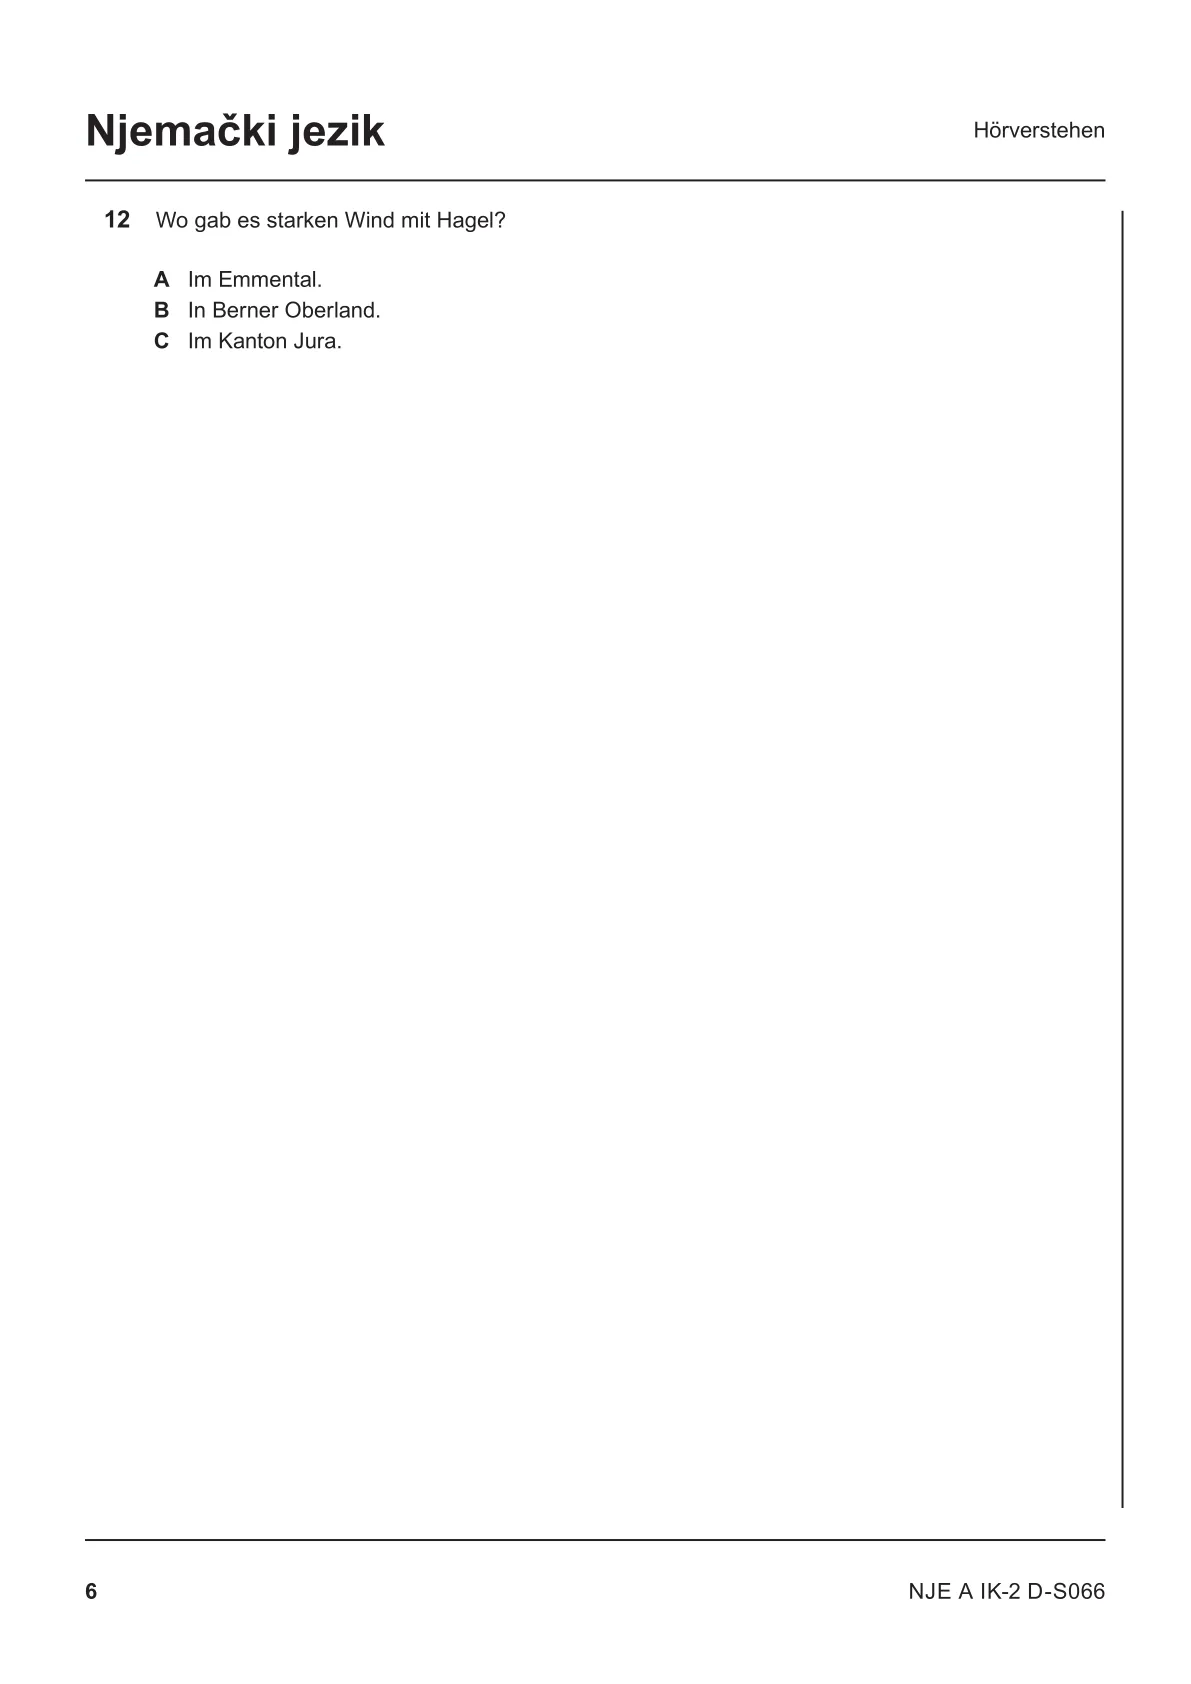 Njemački jezik
Hörverstehen
12 Wo gab es starken Wind mit Hagel?
A Im Emmental.
B In Berner Oberland.
C Im Kanton Jura.
6
NJE A IK-2 D-S066